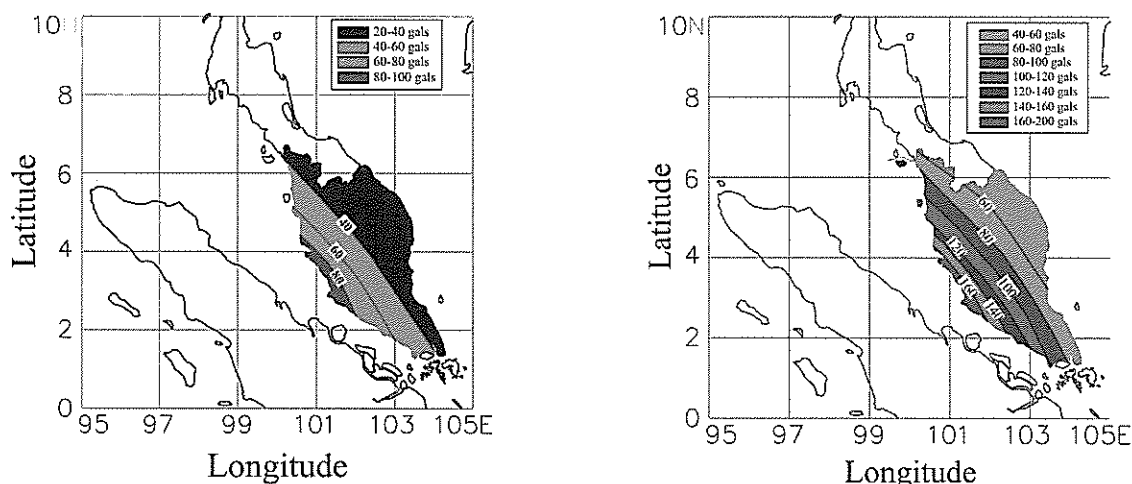 10
20-40 gals
40-60 gals
60-80 gals
80-100 gals
8
6
4
2
0
Latitude
40
60
80
95 97 99 101 103 105E
Longitude
10N
40-60 gals
60-80 gals
80-100 gals
100-120 gals
120-140 gals
140-160 gals
160-200 gals
8
6
4
2
0
Latitude
60
80
100
120
140
160
95 97 99 101 103 105E
Longitude